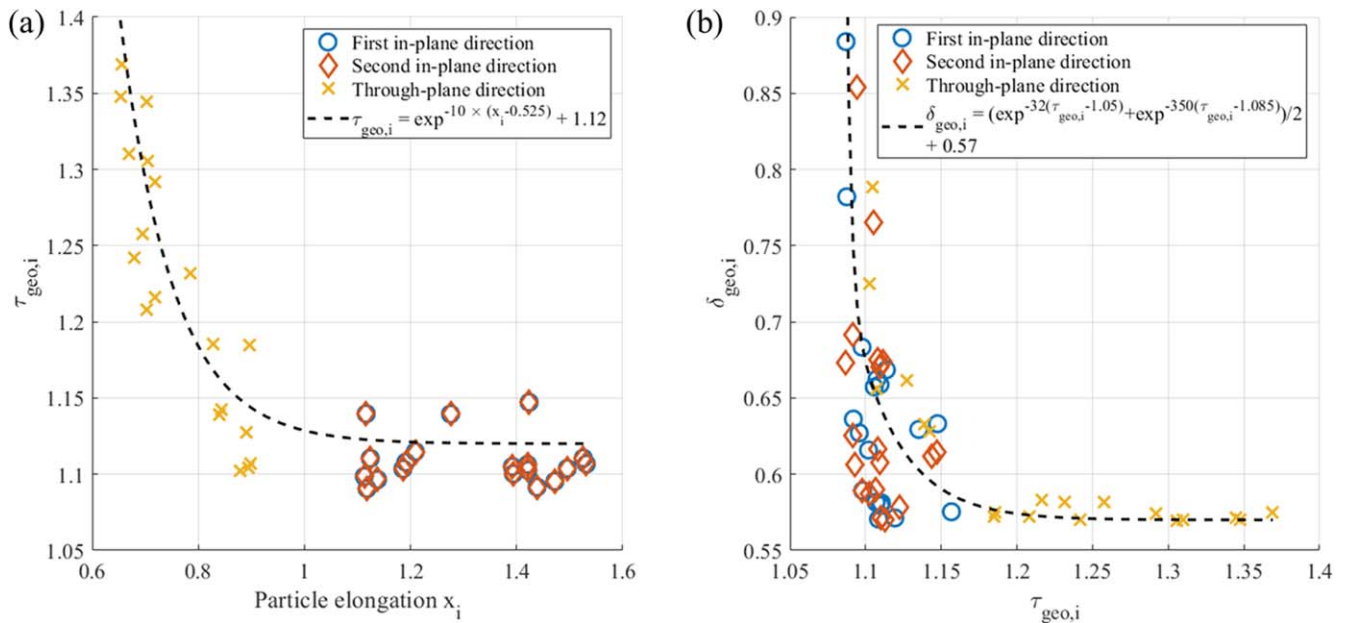 (a)
1.4
1.35
1.3
1.25
1.2
1.15
1.1
1.05
τgeo,i
First in-plane direction
Second in-plane direction
Through-plane direction
τgeo,i = exp-10 × (xi-0.525) + 1.12
0.6 0.8 1 1.2 1.4 1.6
Particle elongation xi
(b)
0.9
0.85
0.8
0.75
0.7
0.65
0.6
0.55
δgeo,i
First in-plane direction
Second in-plane direction
Through-plane direction
δgeo,i = (exp-32(τgeo,i-1.05)+exp-350(τgeo,i-1.085))/2
+ 0.57
1.05 1.1 1.15 1.2 1.25 1.3 1.35 1.4
τgeo,i